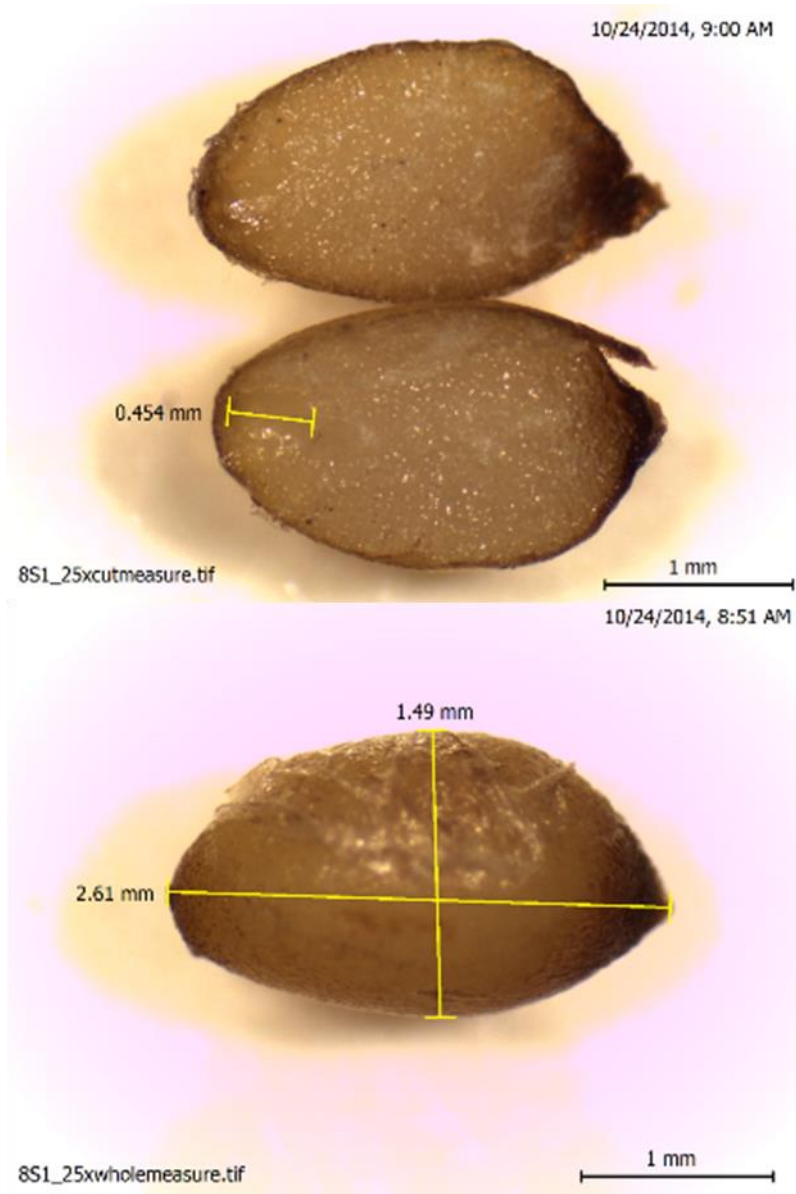 10/24/2014, 9:00 AM
0.454 mm
8S1_25xcutmeasure.tif
1 mm
10/24/2014, 8:51 AM
1.49 mm
2.61 mm
8S1_25xwholemeasure.tif
1 mm